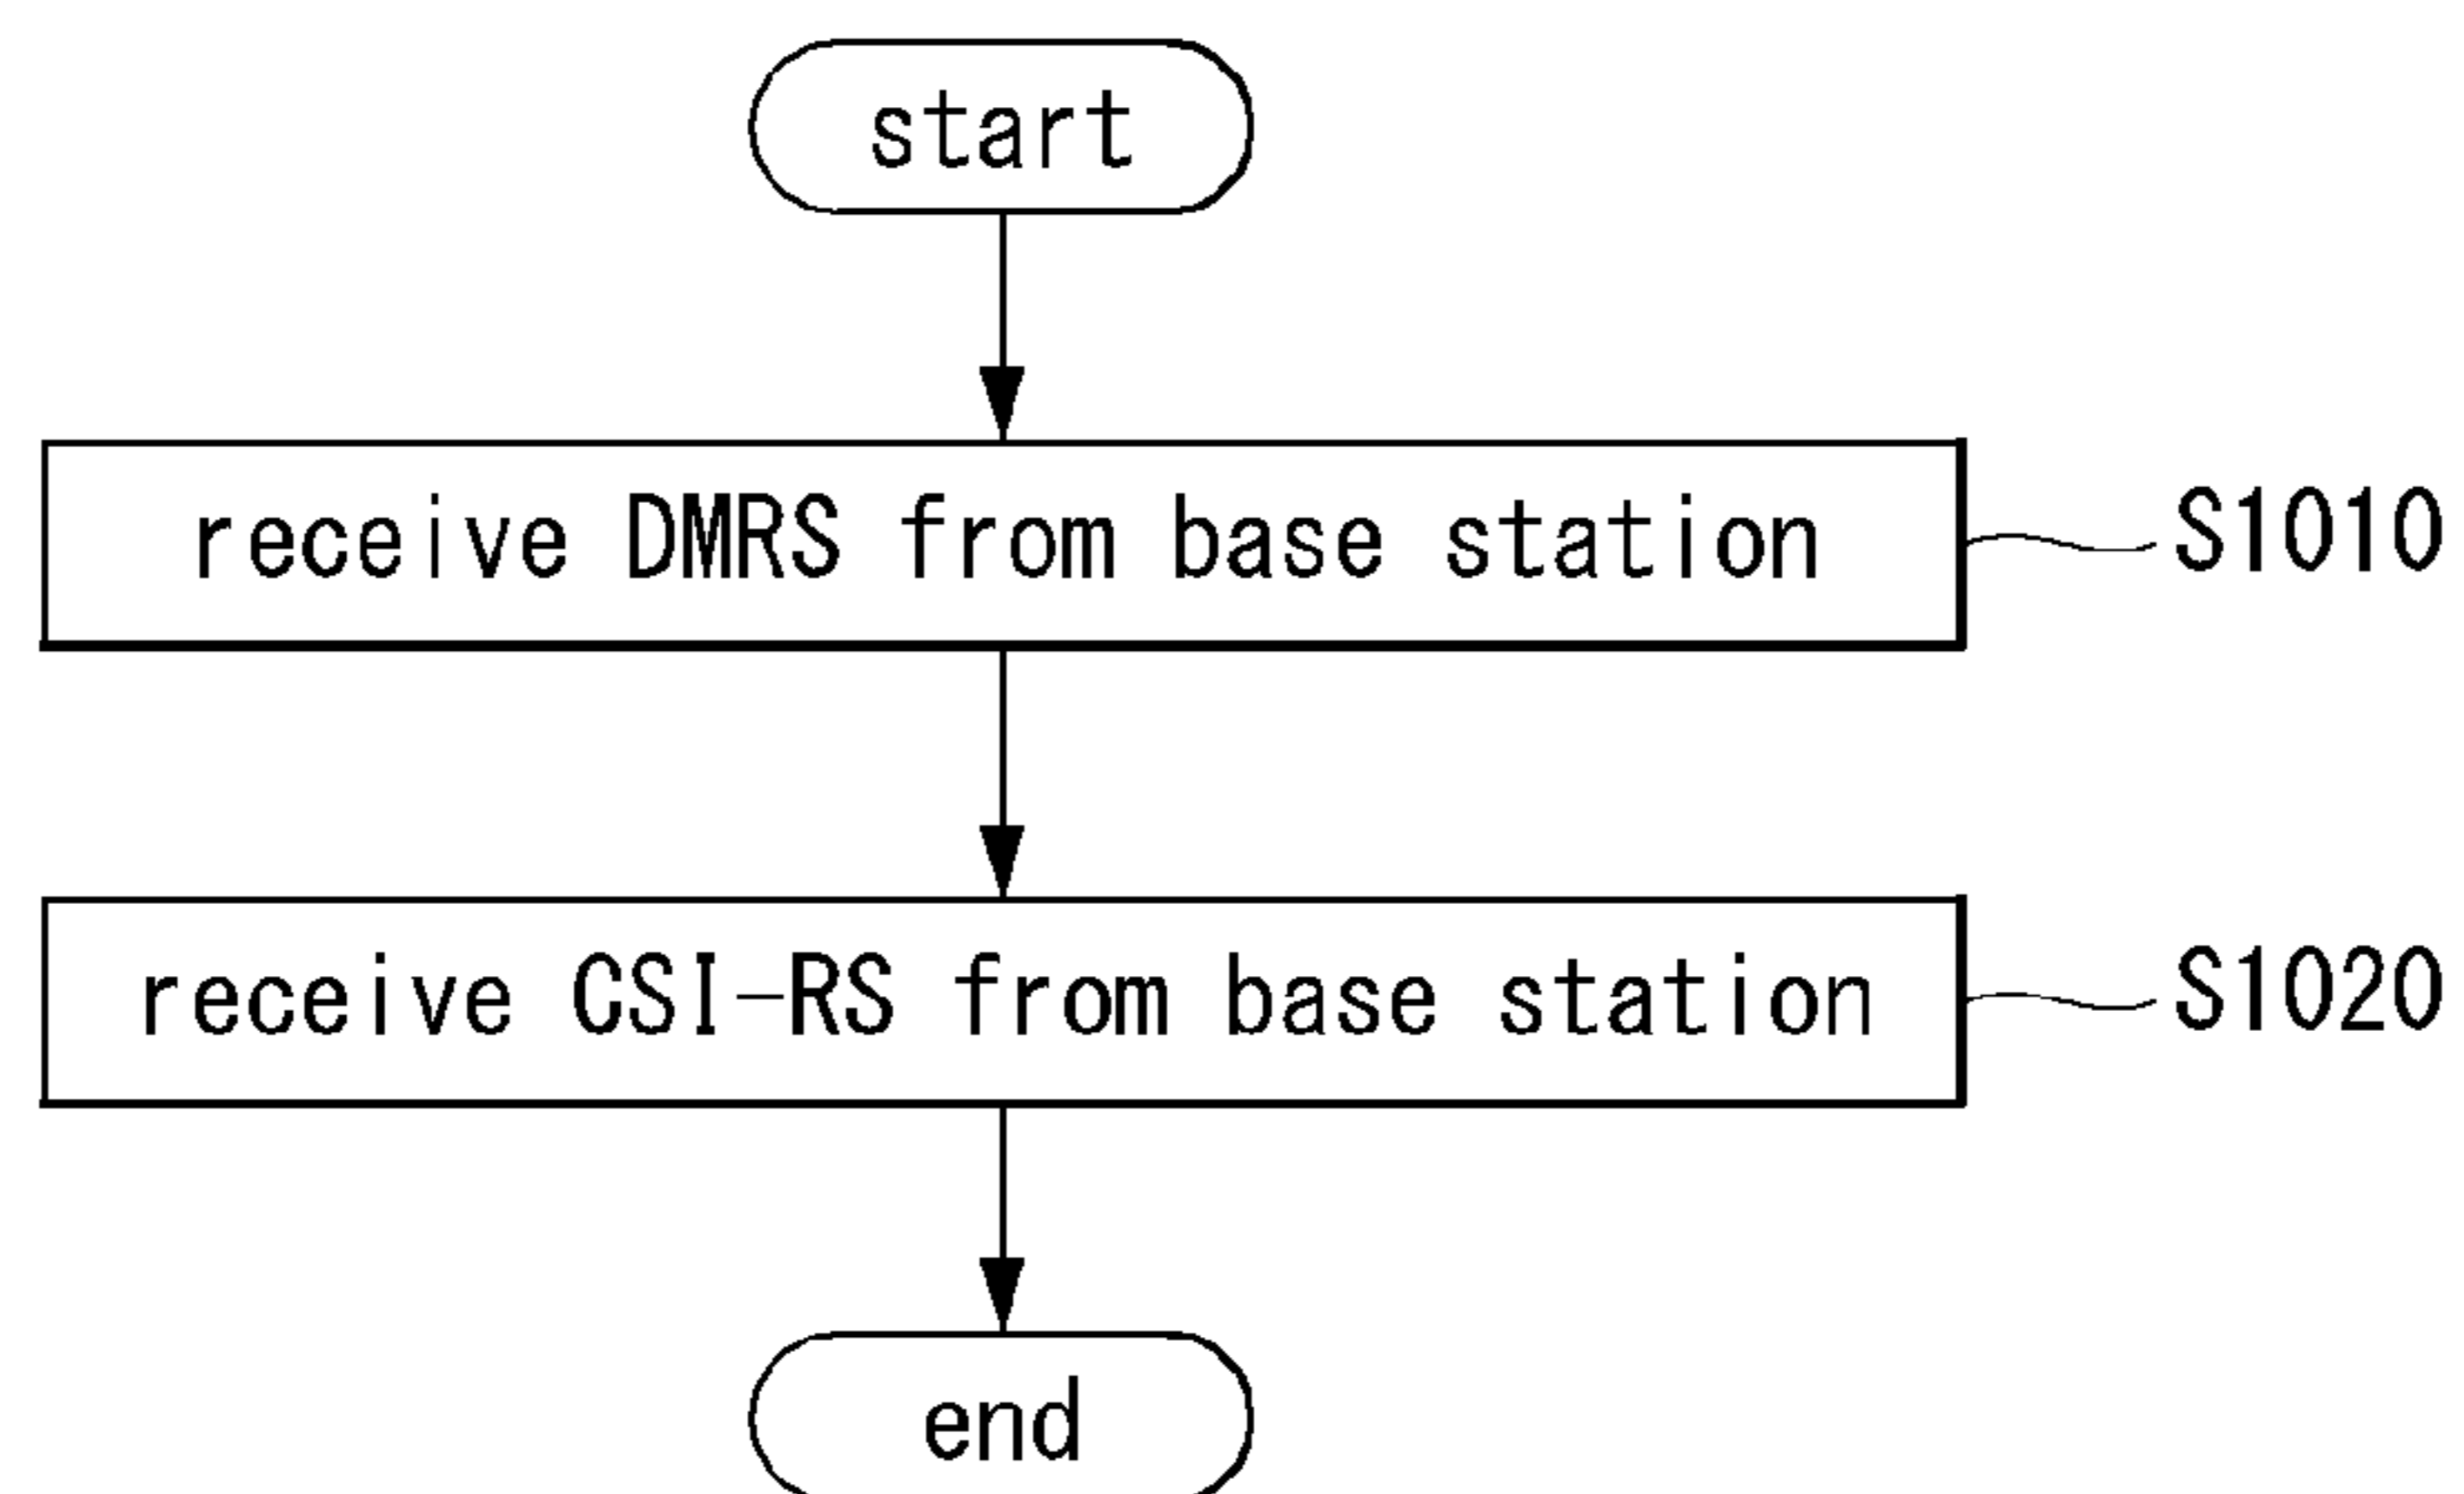 start
receive DMRS from base station
S1010
receive CSI-RS from base station
S1020
end